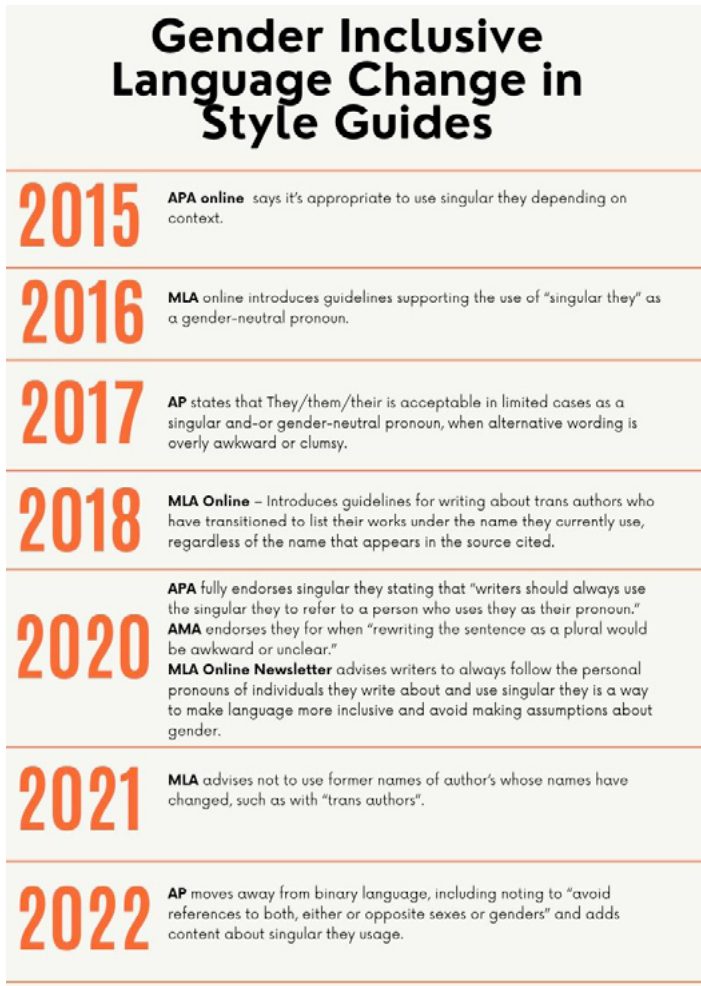 Gender Inclusive
Language Change in
Style Guides
2015
APA online says it's appropriate to use singular they depending on
context.
2016
MLA online introduces guidelines supporting the use of “singular they” as
a gender-neutral pronoun.
2017
AP states that They/them/their is acceptable in limited cases as a
singular and-or gender-neutral pronoun, when alternative wording is
overly awkward or clumsy.
2018
MLA Online – Introduces guidelines for writing about trans authors who
have transitioned to list their works under the name they currently use,
regardless of the name that appears in the source cited.
2020
APA fully endorses singular they stating that “writers should always use
the singular they to refer to a person who uses they as their pronoun.”
AMA endorses they for when “rewriting the sentence as a plural would
be awkward or unclear.”
MLA Online Newsletter advises writers to always follow the personal
pronouns of individuals they write about and use singular they is a way
to make language more inclusive and avoid making assumptions about
gender.
2021
MLA advises not to use former names of author's whose names have
changed, such as with “trans authors”.
2022
AP moves away from binary language, including noting to “avoid
references to both, either or opposite sexes or genders” and adds
content about singular they usage.